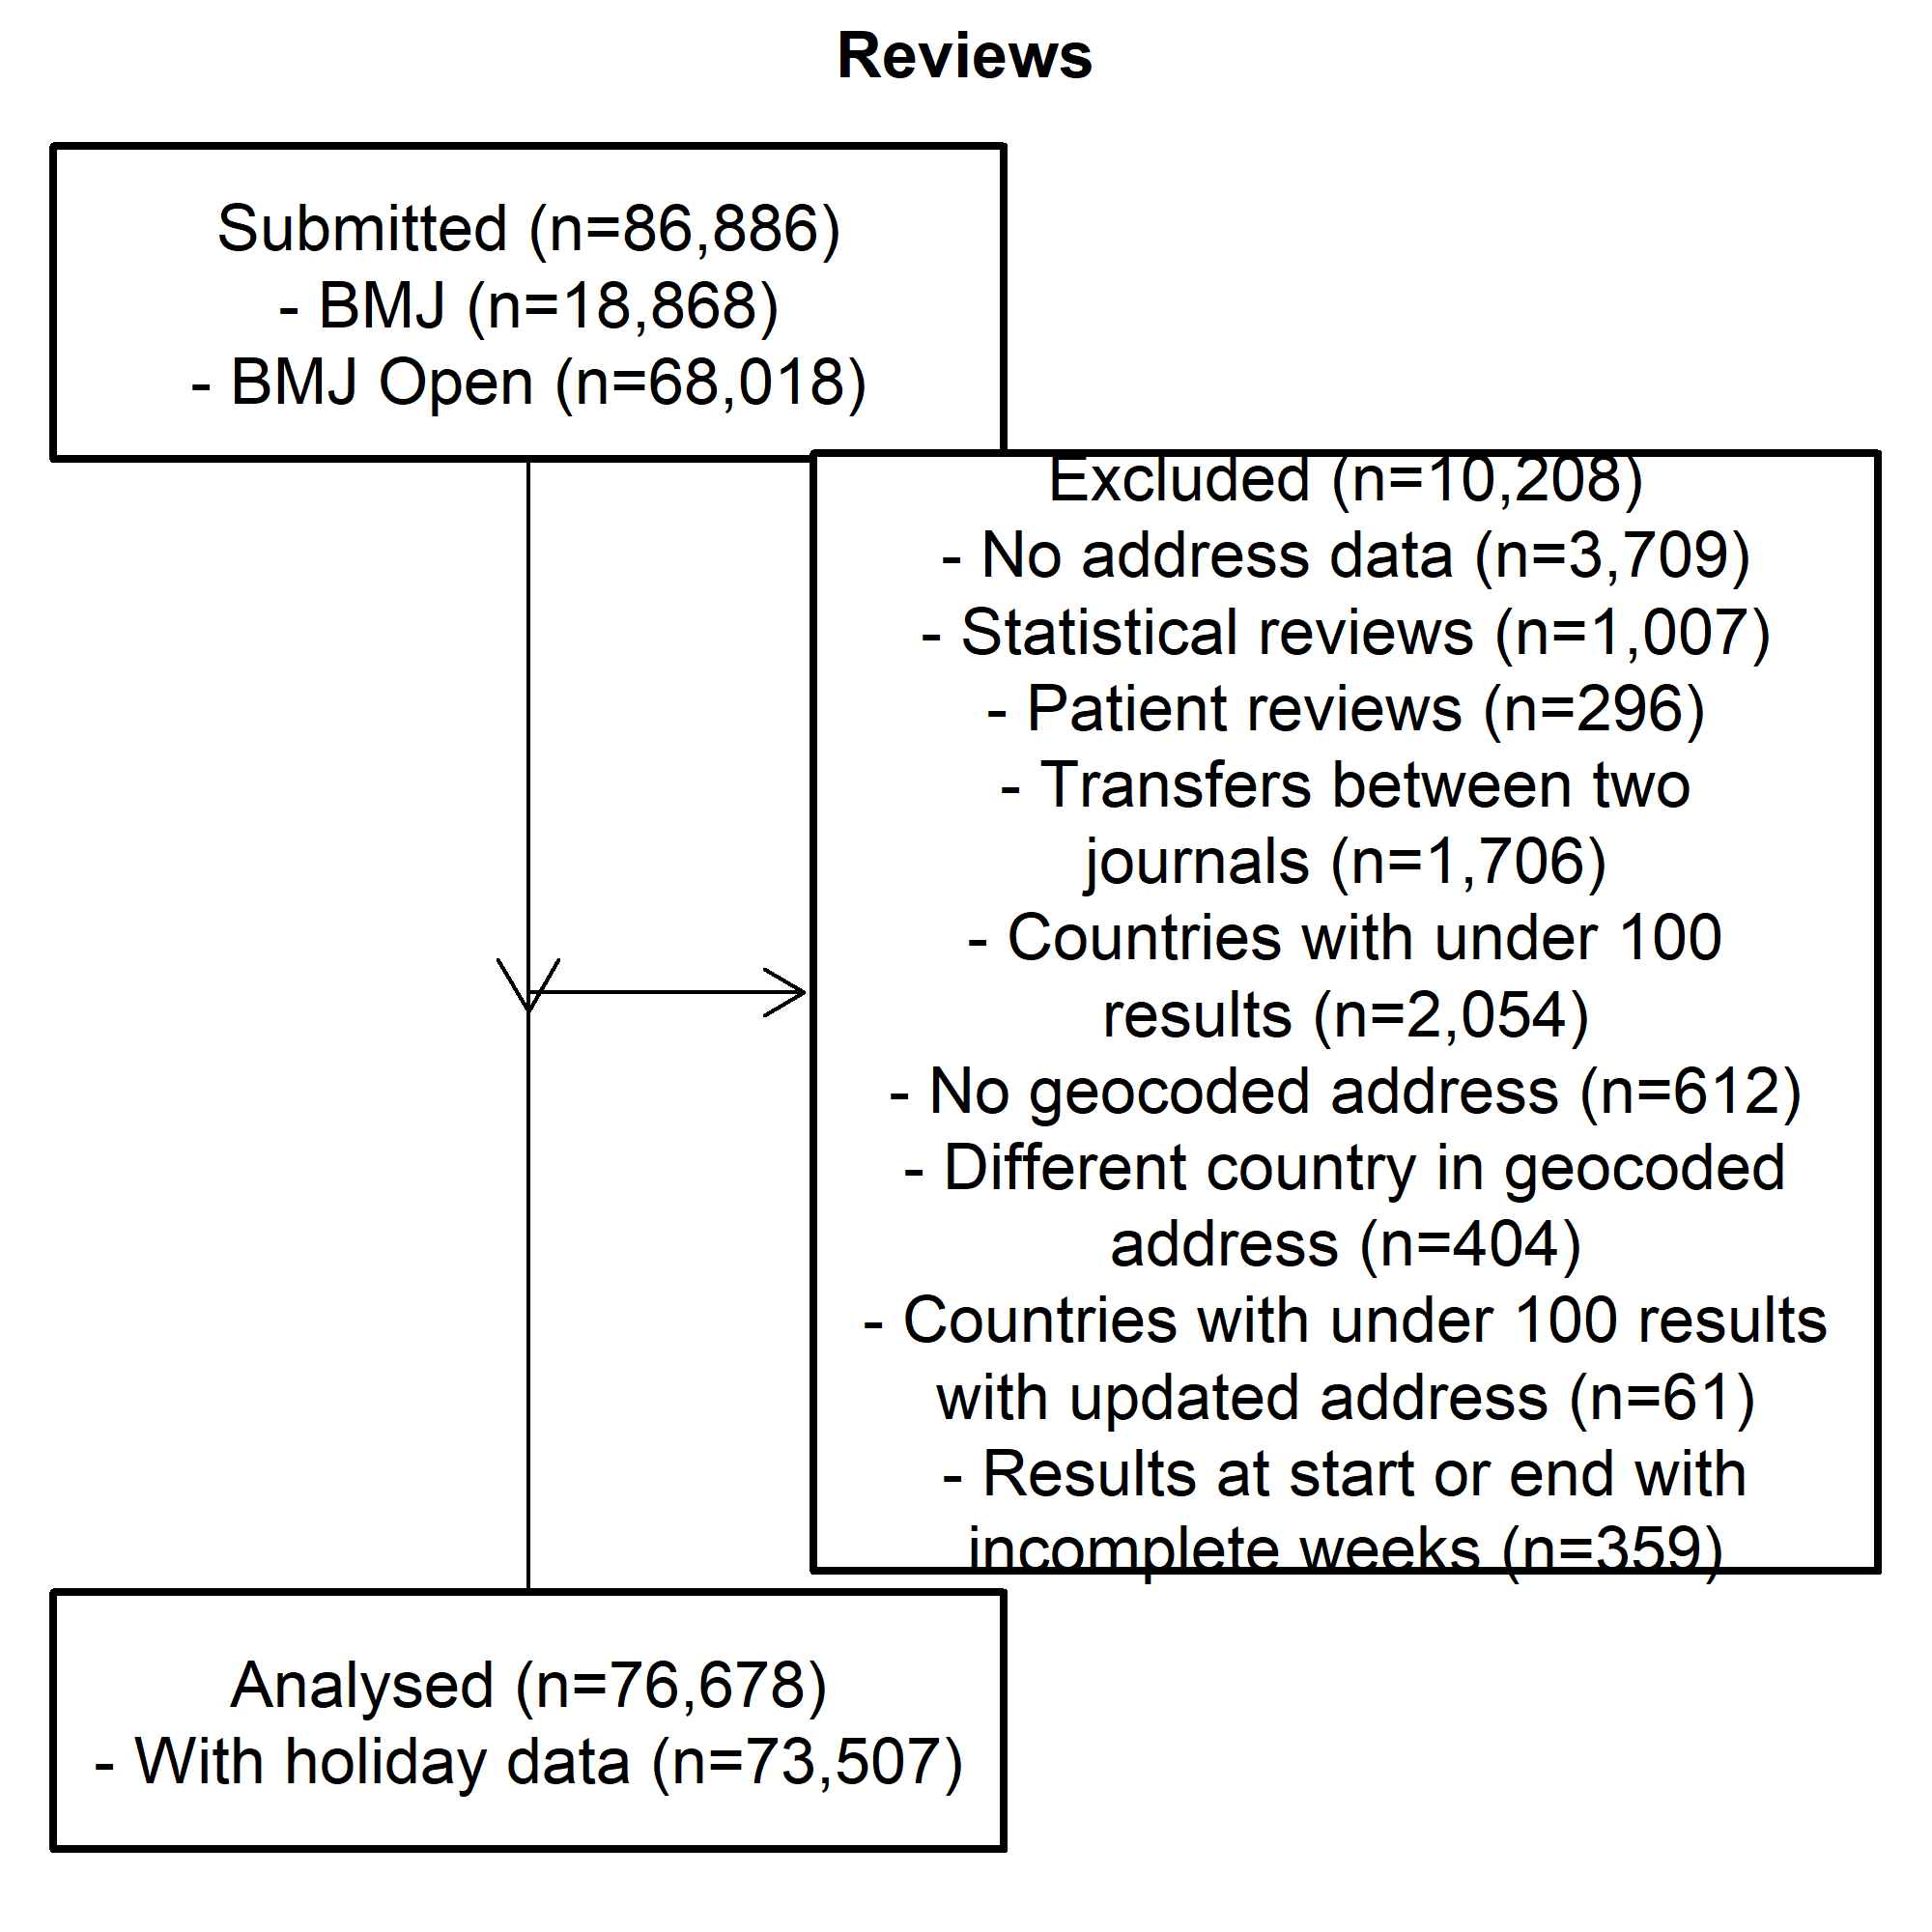 Reviews
Submitted (n=86,886)
- BMJ (n=18,868)
- BMJ Open (n=68,018)
Excluded (n=10,208)
- No address data (n=3,709)
- Statistical reviews (n=1,007)
- Patient reviews (n=296)
- Transfers between two
journals (n=1,706)
- Countries with under 100
results (n=2,054)
- No geocoded address (n=612)
- Different country in geocoded
address (n=404)
- Countries with under 100 results
with updated address (n=61)
- Results at start or end with
incomplete weeks (n=359)
Analysed (n=76,678)
- With holiday data (n=73,507)